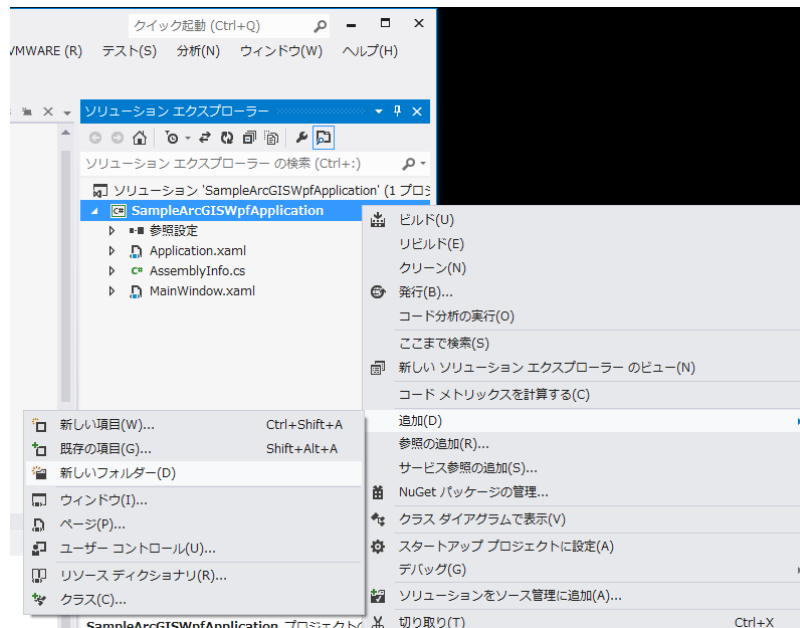 クイック起動 (Ctrl+Q)
VMWARE (R) テスト(S) 分析(N) ウィンドウ(W) ヘルプ(H)
ソリューション エクスプローラー
ソリューション エクスプローラー の検索 (Ctrl+:)
ソリューション 'SampleArcGISWpfApplication' (1 プロジ
SampleArcGISWpfApplication
参照設定
Application.xaml
C# AssemblyInfo.cs
MainWindow.xaml
ビルド(U)
リビルド(E)
クリーン(N)
発行(B)...
コード分析の実行(O)
ここまで検索(S)
新しい ソリューション エクスプローラー のビュー(N)
コード メトリックスを計算する(C)
追加(D)
参照の追加(R)...
サービス参照の追加(S)...
NuGet パッケージの管理...
クラス ダイアグラムで表示(V)
スタートアップ プロジェクトに設定(A)
デバッグ(G)
ソリューションをソース管理に追加(A)...
切り取り(T) Ctrl+X
新しい項目(W)... Ctrl+Shift+A
既存の項目(G)... Shift+Alt+A
新しいフォルダー(D)
ウィンドウ(I)...
ページ(P)...
ユーザー コントロール(U)...
リソース ディクショナリ(R)...
クラス(C)...
SampleArcGISWpfApplication プロジェクト